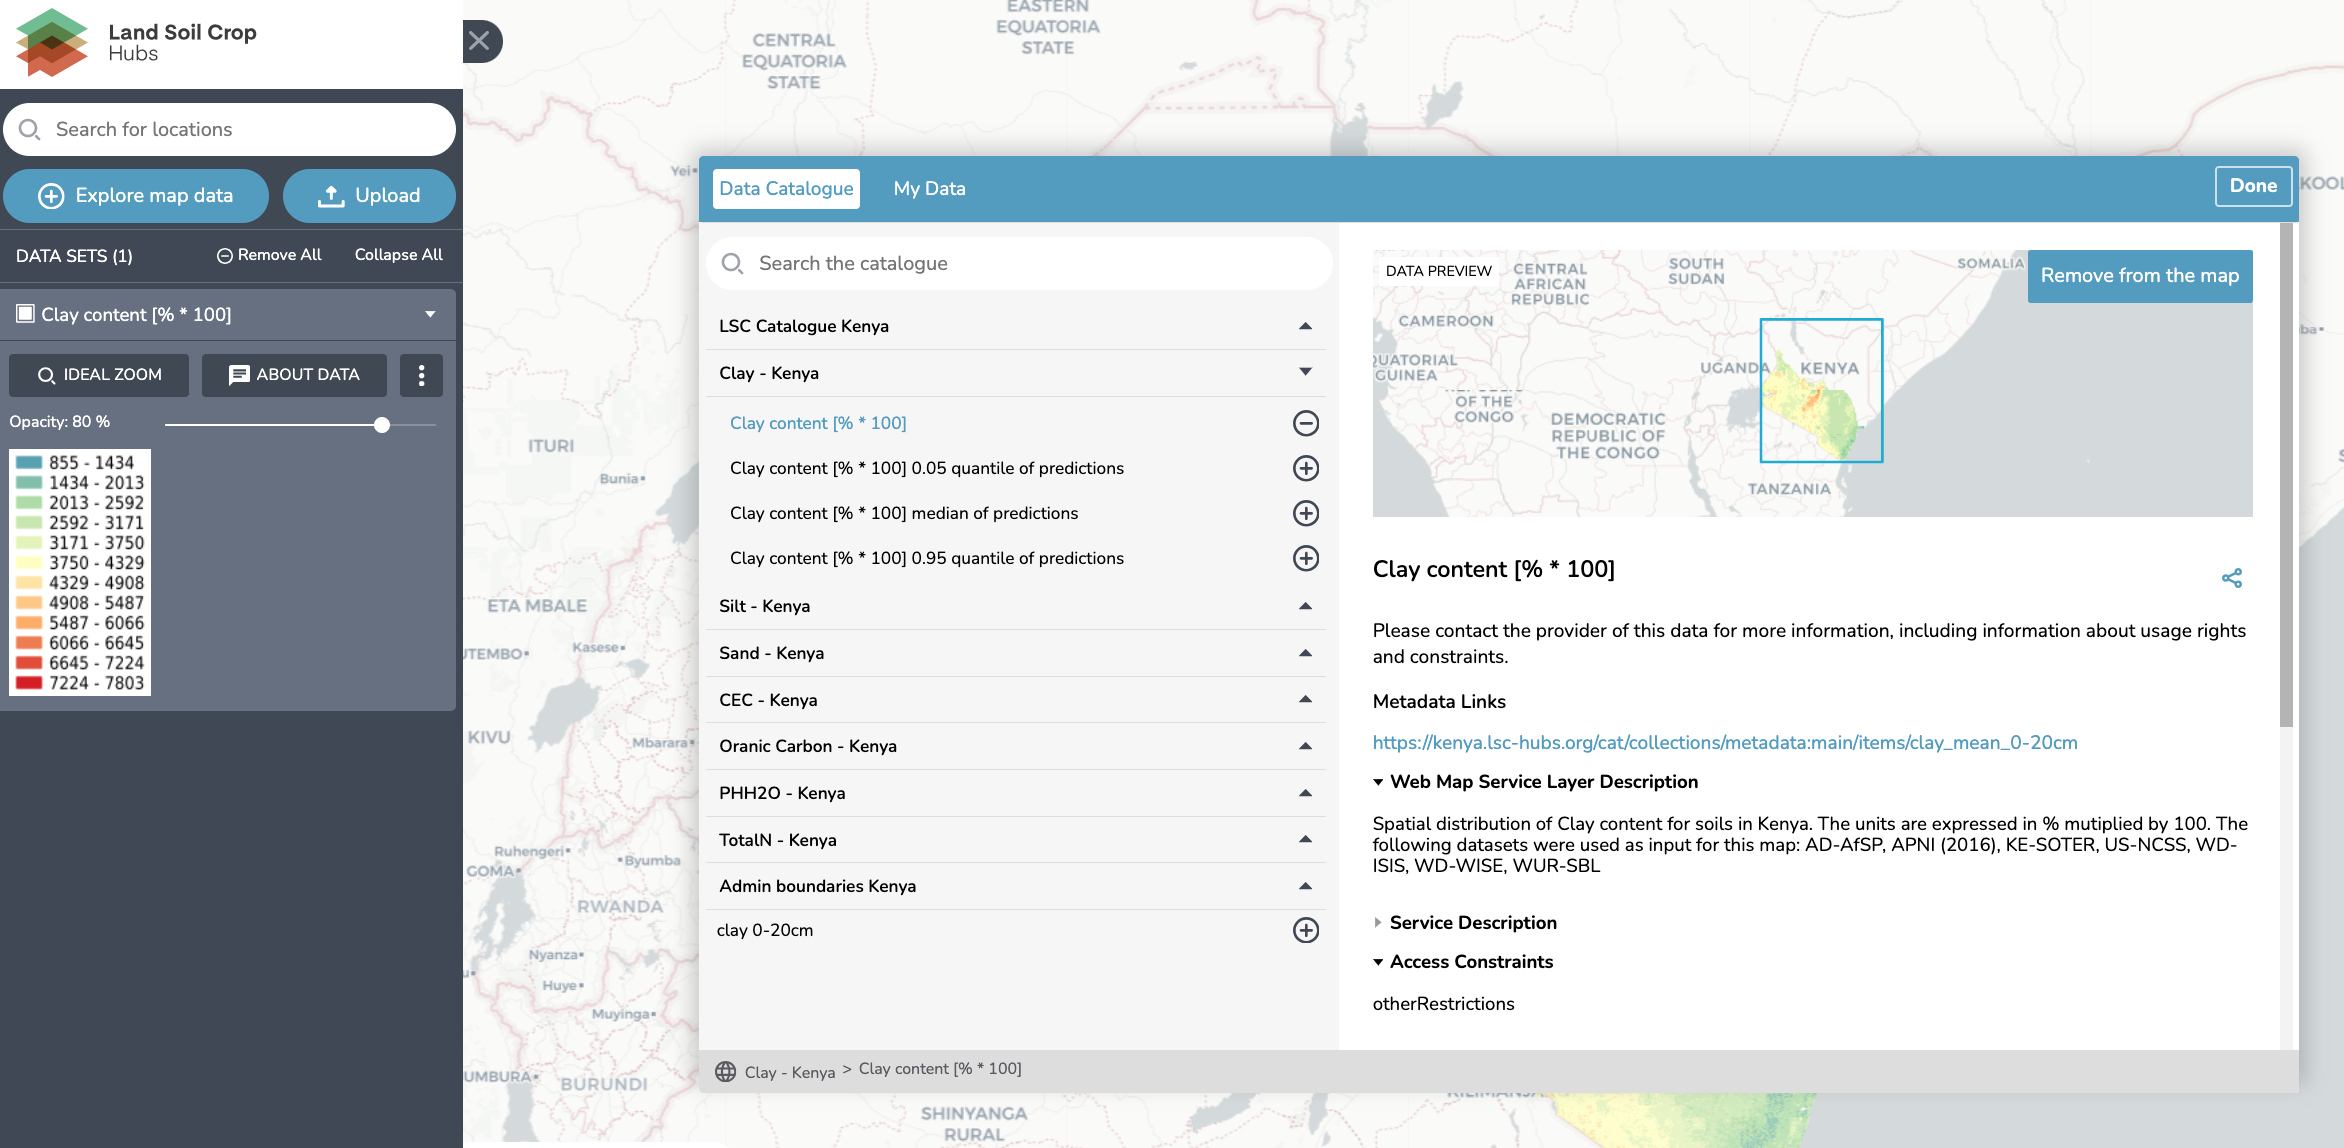 Land Soil Crop
Hubs
Search for locations
Explore map data
Upload
DATA SETS (1)
Remove All
Collapse All
Clay content [% * 100]
IDEAL ZOOM
ABOUT DATA
Opacity: 80 %
855 - 1434
1434 - 2013
2013 - 2592
2592 - 3171
3171 - 3750
3750 - 4329
4329 - 4908
4908 - 5487
5487 - 6066
6066 - 6645
6645 - 7224
7224 - 7803
EASTERN
EQUATORIA
STATE
CENTRAL
EQUATORIA
STATE
Yei
ITURI
Bunia
ETA MBALE
Kasese
KIVU
Mbarara
Ruhengeri
Byumba
GOMA
RWANDA
Nyanza
Huye
Muyinga
BURUNDI
SHINYANGA
RURAL
Data Catalogue
My Data
Done
Search the catalogue
LSC Catalogue Kenya
Clay - Kenya
Clay content [% * 100]
Clay content [% * 100] 0.05 quantile of predictions
Clay content [% * 100] median of predictions
Clay content [% * 100] 0.95 quantile of predictions
Silt - Kenya
Sand - Kenya
CEC - Kenya
Oranic Carbon - Kenya
PHH2O - Kenya
TotalN - Kenya
Admin boundaries Kenya
clay 0-20cm
DATA PREVIEW
Remove from the map
CENTRAL
AFRICAN
REPUBLIC
SOUTH
SUDAN
SOMALIA
CAMEROON
UGANDA
KENYA
GUINEA
OF THE
CONGO
DEMOCRATIC
REPUBLIC OF
THE CONGO
TANZANIA
Clay content [% * 100]
Please contact the provider of this data for more information, including information about usage rights
and constraints.
Metadata Links
https://kenya.lsc-hubs.org/cat/collections/metadata:main/items/clay_mean_0-20cm
Web Map Service Layer Description
Spatial distribution of Clay content for soils in Kenya. The units are expressed in % mutiplied by 100. The
following datasets were used as input for this map: AD-AfSP, APNI (2016), KE-SOTER, US-NCSS, WD-
ISIS, WD-WISE, WUR-SBL
Service Description
Access Constraints
otherRestrictions
Clay - Kenya > Clay content [% * 100]